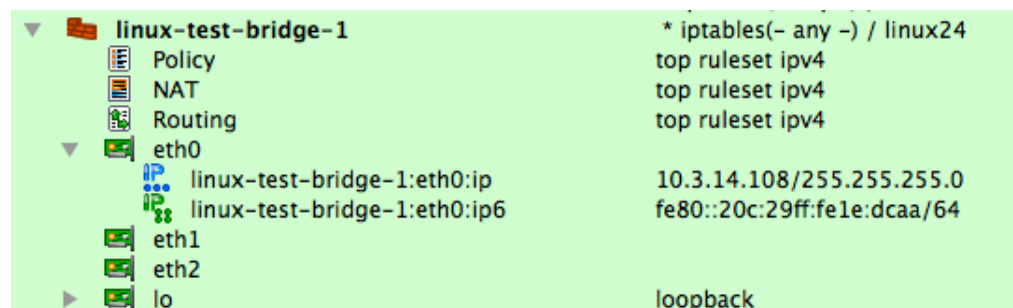 linux-test-bridge-1 * iptables(- any -) / linux24
Policy top ruleset ipv4
NAT top ruleset ipv4
Routing top ruleset ipv4
eth0
IP linux-test-bridge-1:eth0:ip 10.3.14.108/255.255.255.0
IP linux-test-bridge-1:eth0:ip6 fe80::20c:29ff:fe1e:dcaa/64
eth1
eth2
lo loopback